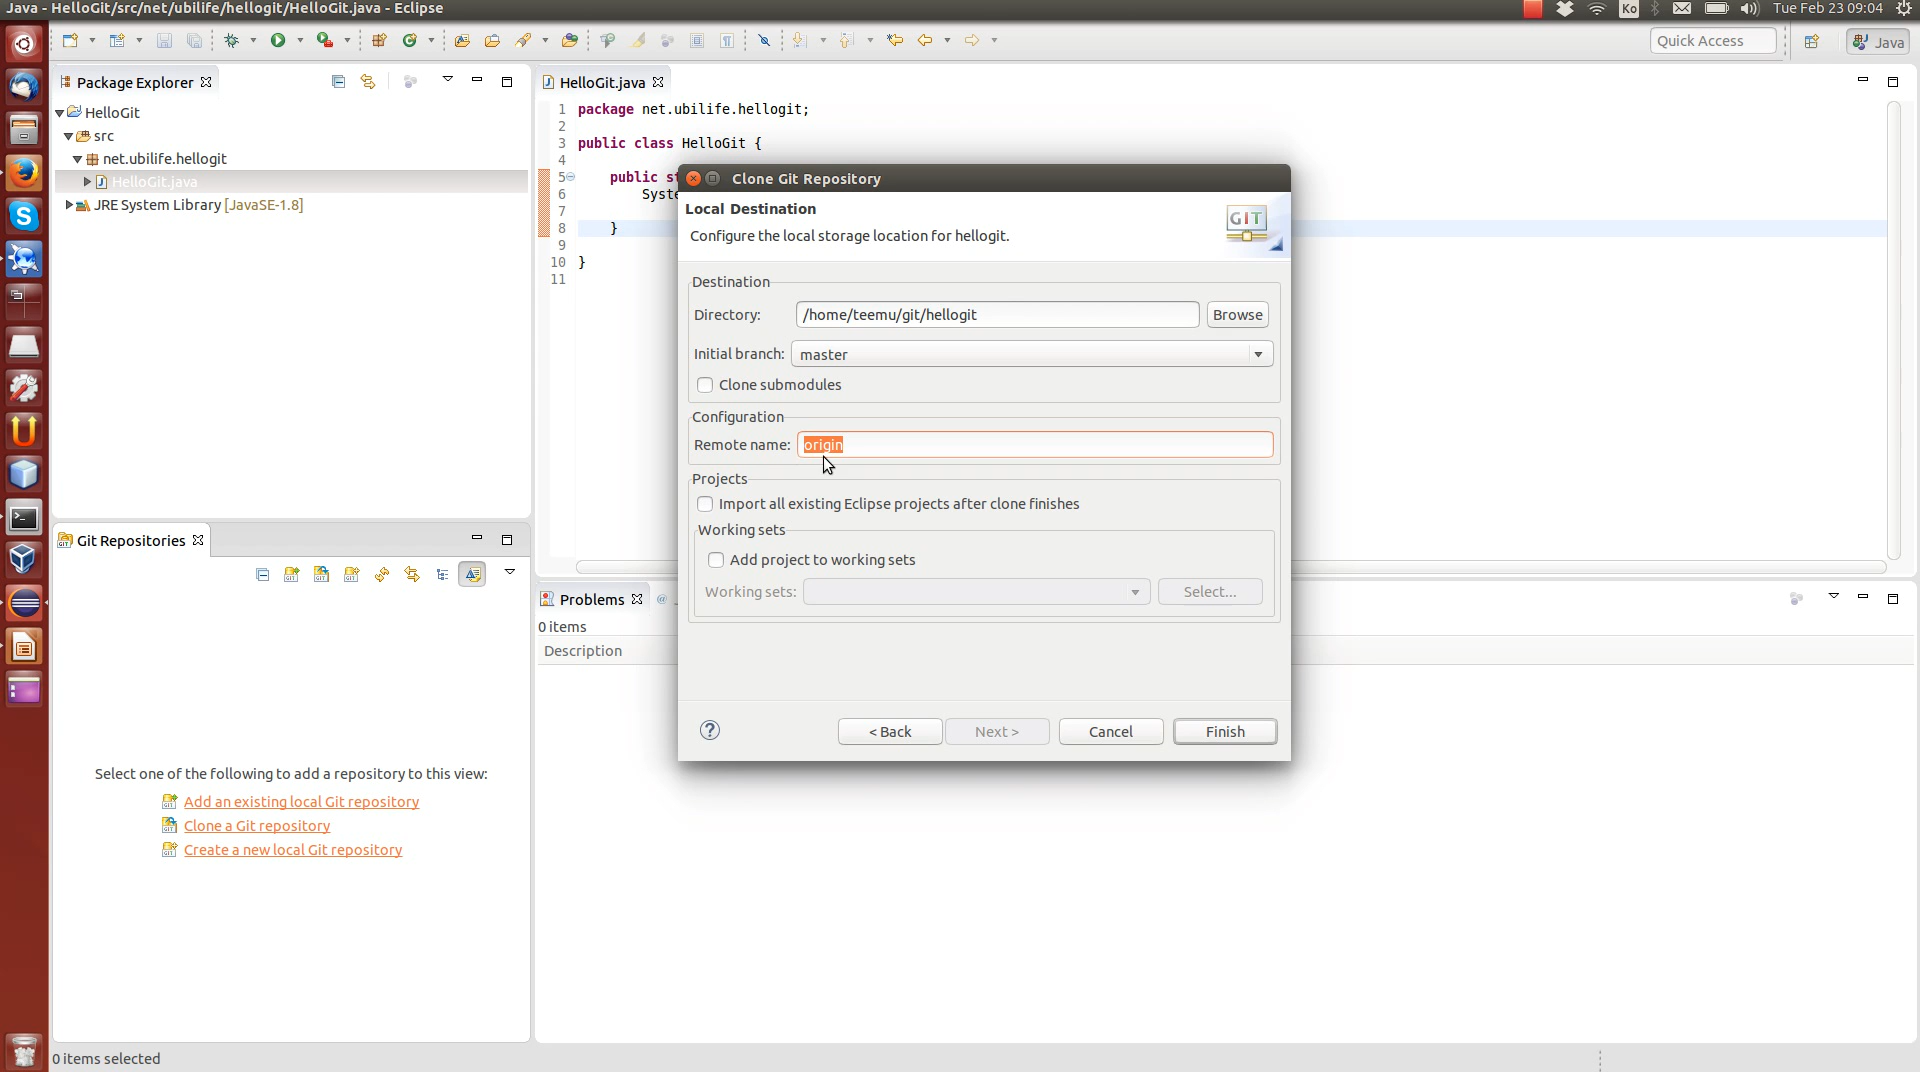 Java - HelloGit/src/net/ubilife/hellogit/HelloGit.java - Eclipse
Ko
Tue Feb 23 09:04
Quick Access
Java
Package Explorer
HelloGit
src
net.ubilife.hellogit
HelloGit.java
JRE System Library [JavaSE-1.8]
HelloGit.java
1 package net.ubilife.hellogit;
2
3 public class HelloGit {
4
5 public st
6 Syste
7
8 }
9
10 }
11
Clone Git Repository
Local Destination
Configure the local storage location for hellogit.
GIT
Destination
Directory: /home/teemu/git/hellogit Browse
Initial branch: master
Clone submodules
Configuration
Remote name: origin
Projects
Import all existing Eclipse projects after clone finishes
Working sets
Add project to working sets
Working sets: Select...
< Back Next > Cancel Finish
Git Repositories
Select one of the following to add a repository to this view:
Add an existing local Git repository
Clone a Git repository
Create a new local Git repository
Problems
0 items
Description
0 items selected